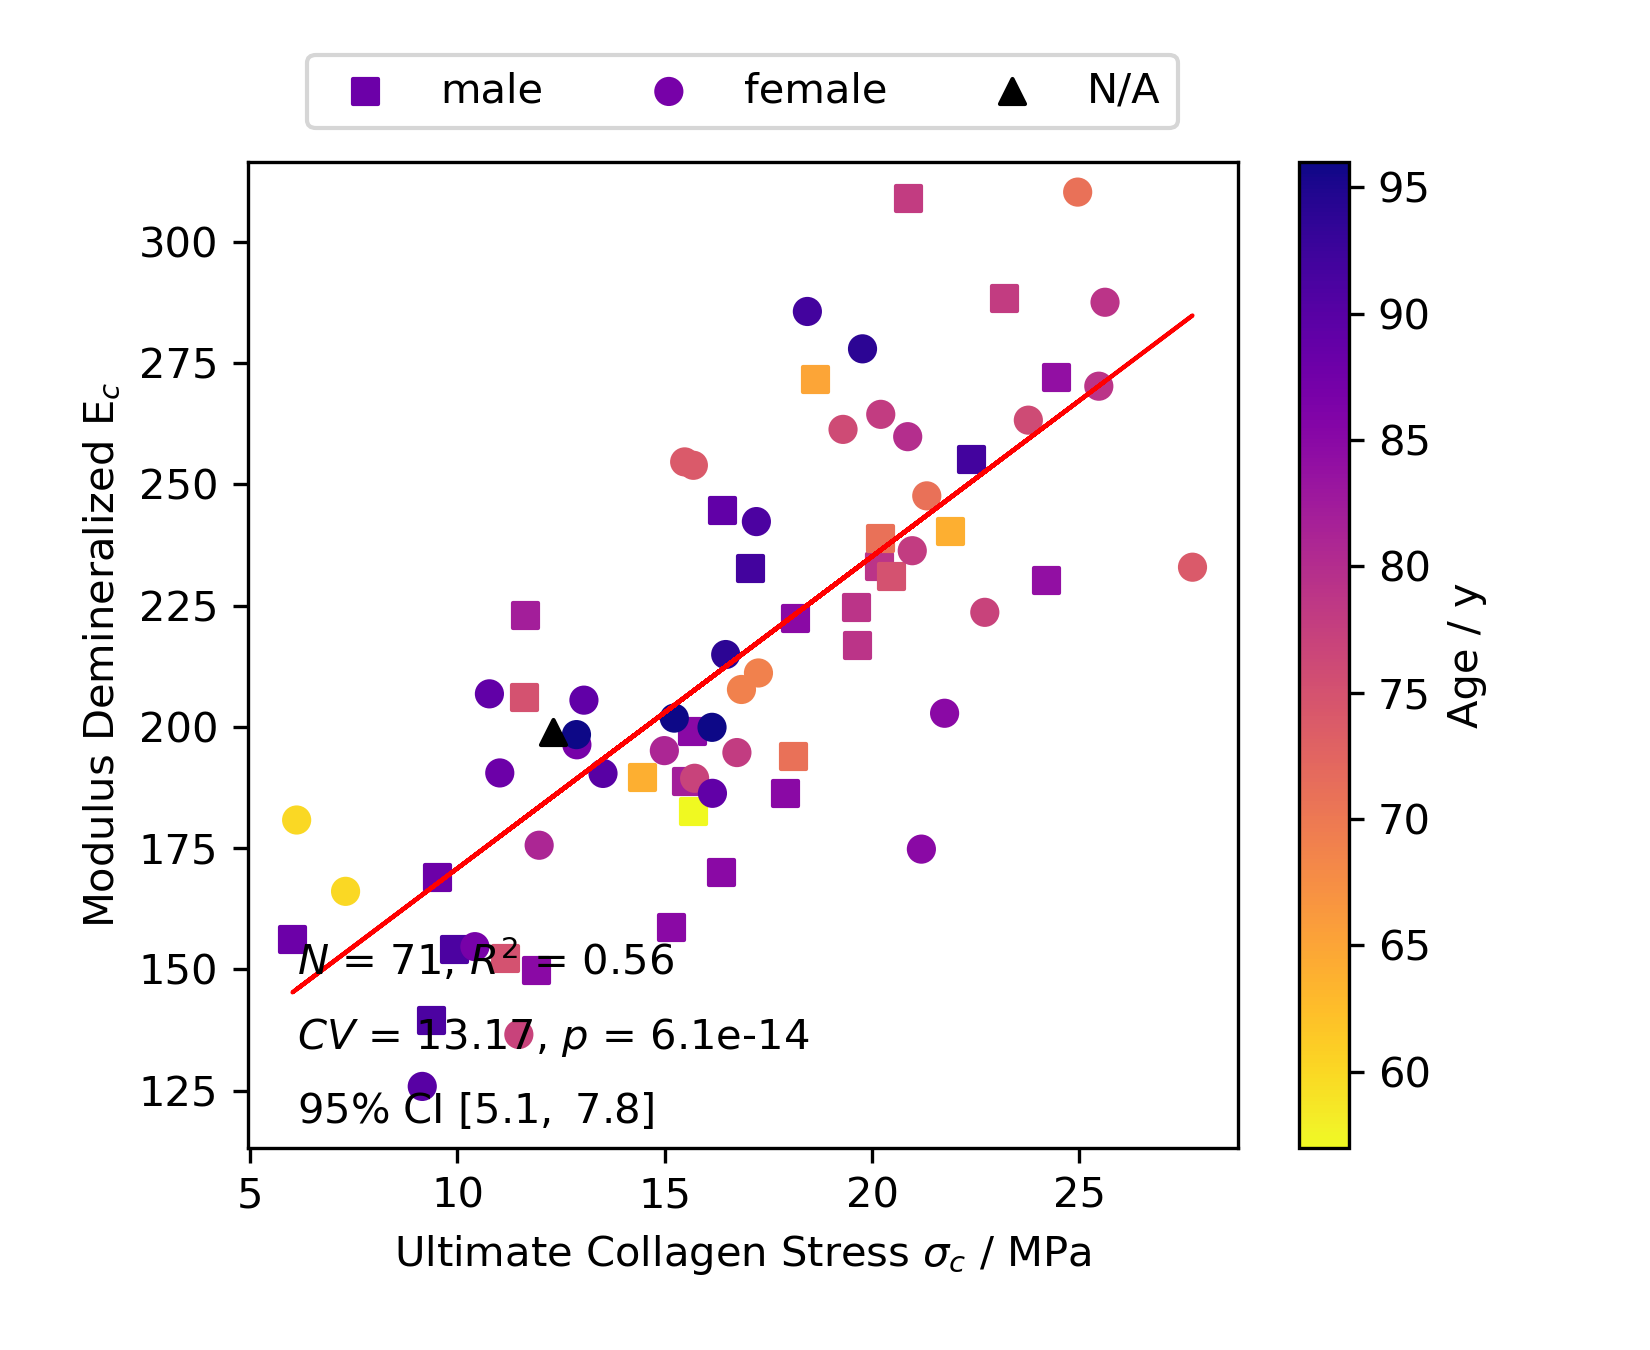 male female N/A
300
275
250
225
200
175
150
125
Modulus Demineralized E_c
N = 71, R² = 0.56
CV = 13.17, p = 6.1e-14
95% CI [5.1, 7.8]
5 10 15 20 25
Ultimate Collagen Stress σ_c / MPa
95
90
85
80
75
70
65
60
Age / y